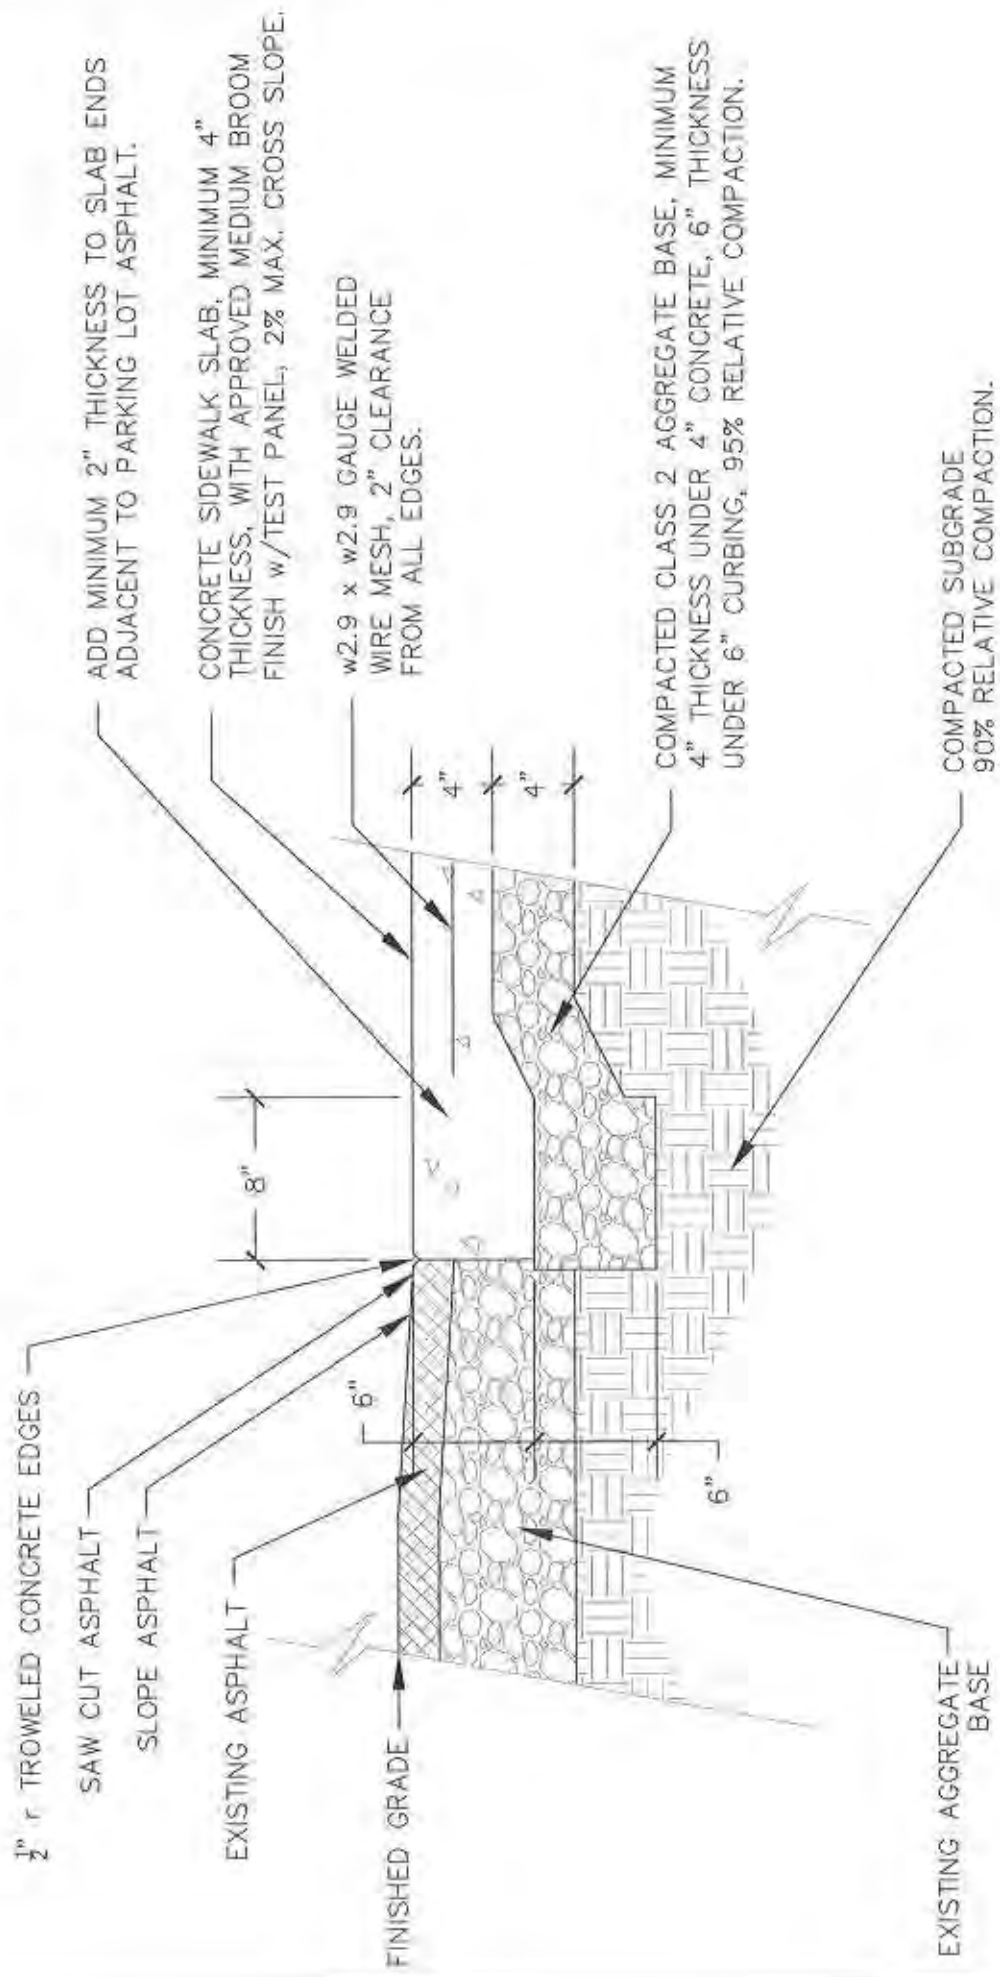 ½" r TROWELED CONCRETE EDGES
SAW CUT ASPHALT
SLOPE ASPHALT
EXISTING ASPHALT
FINISHED GRADE
EXISTING AGGREGATE
BASE
8"
6"
6"
4"
4"
ADD MINIMUM 2" THICKNESS TO SLAB ENDS
ADJACENT TO PARKING LOT ASPHALT.
CONCRETE SIDEWALK SLAB, MINIMUM 4"
THICKNESS, WITH APPROVED MEDIUM BROOM
FINISH w/TEST PANEL, 2% MAX. CROSS SLOPE.
w2.9 x w2.9 GAUGE WELDED
WIRE MESH, 2" CLEARANCE
FROM ALL EDGES.
COMPACTED CLASS 2 AGGREGATE BASE, MINIMUM
4" THICKNESS UNDER 4" CONCRETE, 6" THICKNESS
UNDER 6" CURBING, 95% RELATIVE COMPACTION.
COMPACTED SUBGRADE
90% RELATIVE COMPACTION.